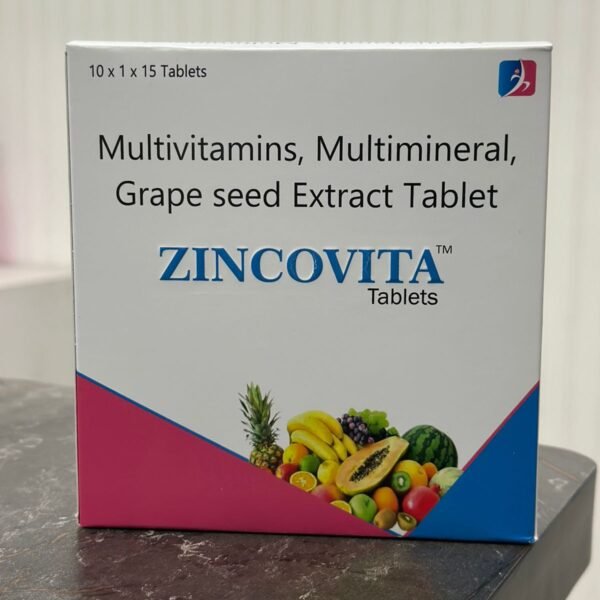 10 x 1 x 15 Tablets
Multivitamins, Multimineral,
Grape seed Extract Tablet
ZINCOVITA™
Tablets